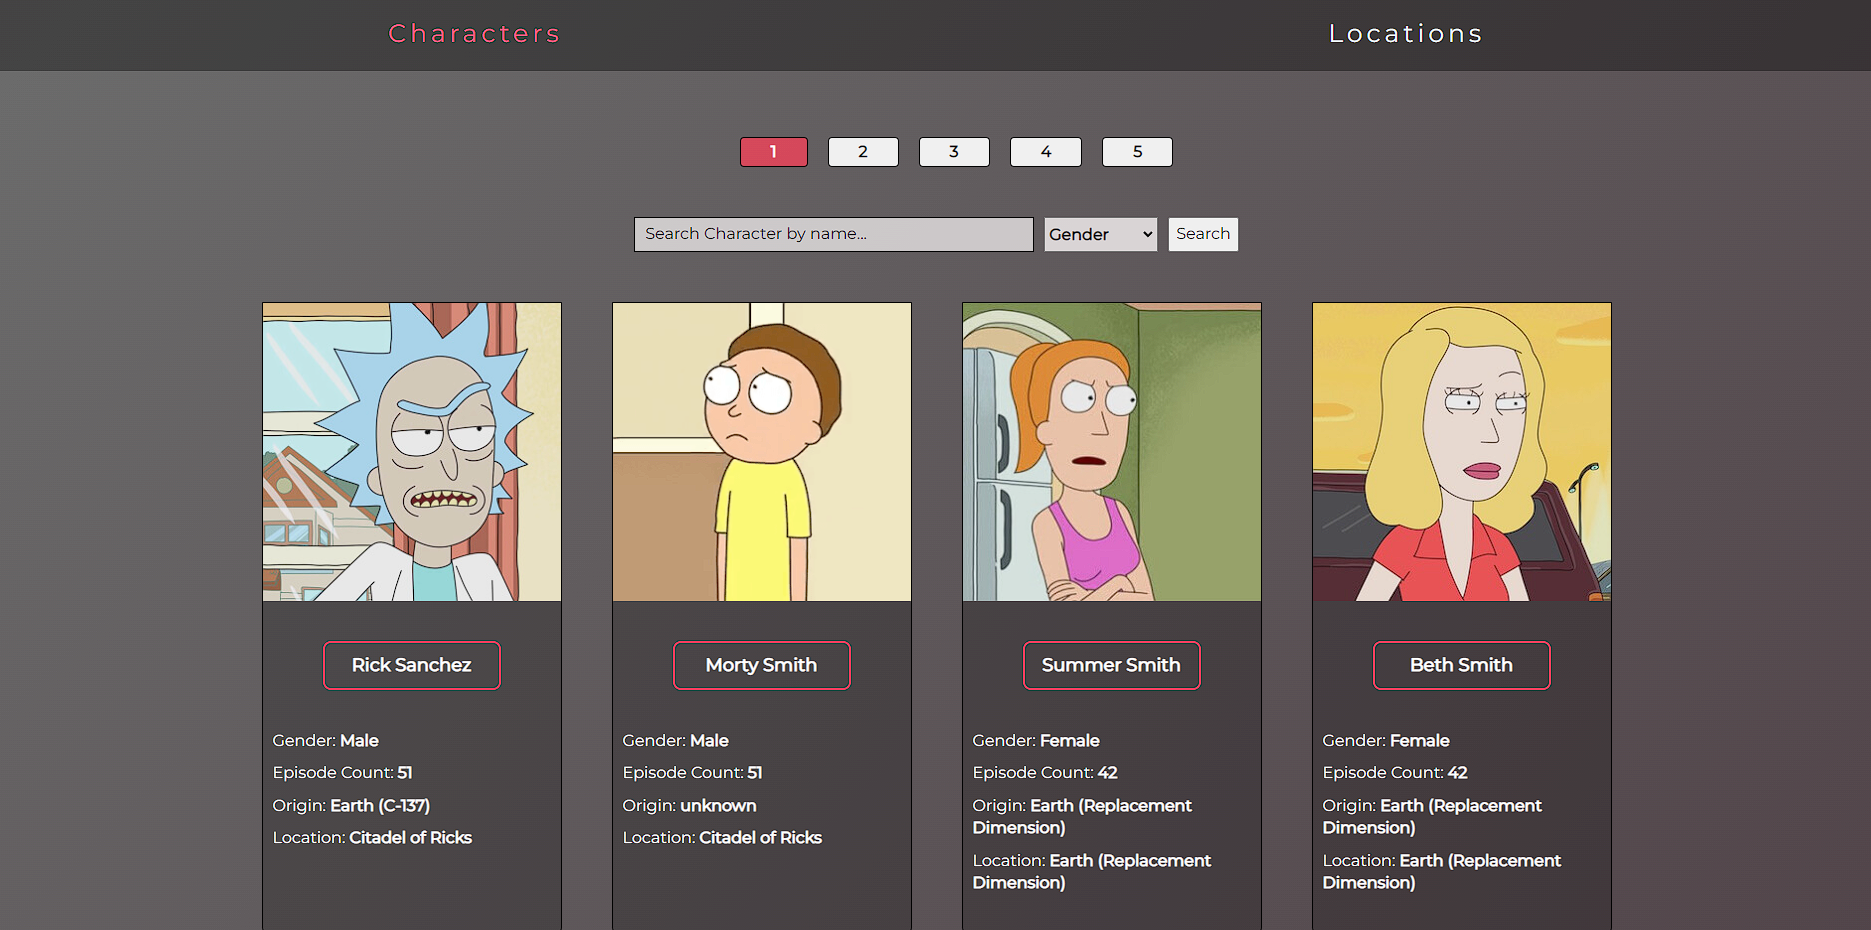 Characters
Locations
1
2
3
4
5
Search Character by name...
Gender
Search
Rick Sanchez
Gender: Male
Episode Count: 51
Origin: Earth (C-137)
Location: Citadel of Ricks
Morty Smith
Gender: Male
Episode Count: 51
Origin: unknown
Location: Citadel of Ricks
Summer Smith
Gender: Female
Episode Count: 42
Origin: Earth (Replacement
Dimension)
Location: Earth (Replacement
Dimension)
Beth Smith
Gender: Female
Episode Count: 42
Origin: Earth (Replacement
Dimension)
Location: Earth (Replacement
Dimension)